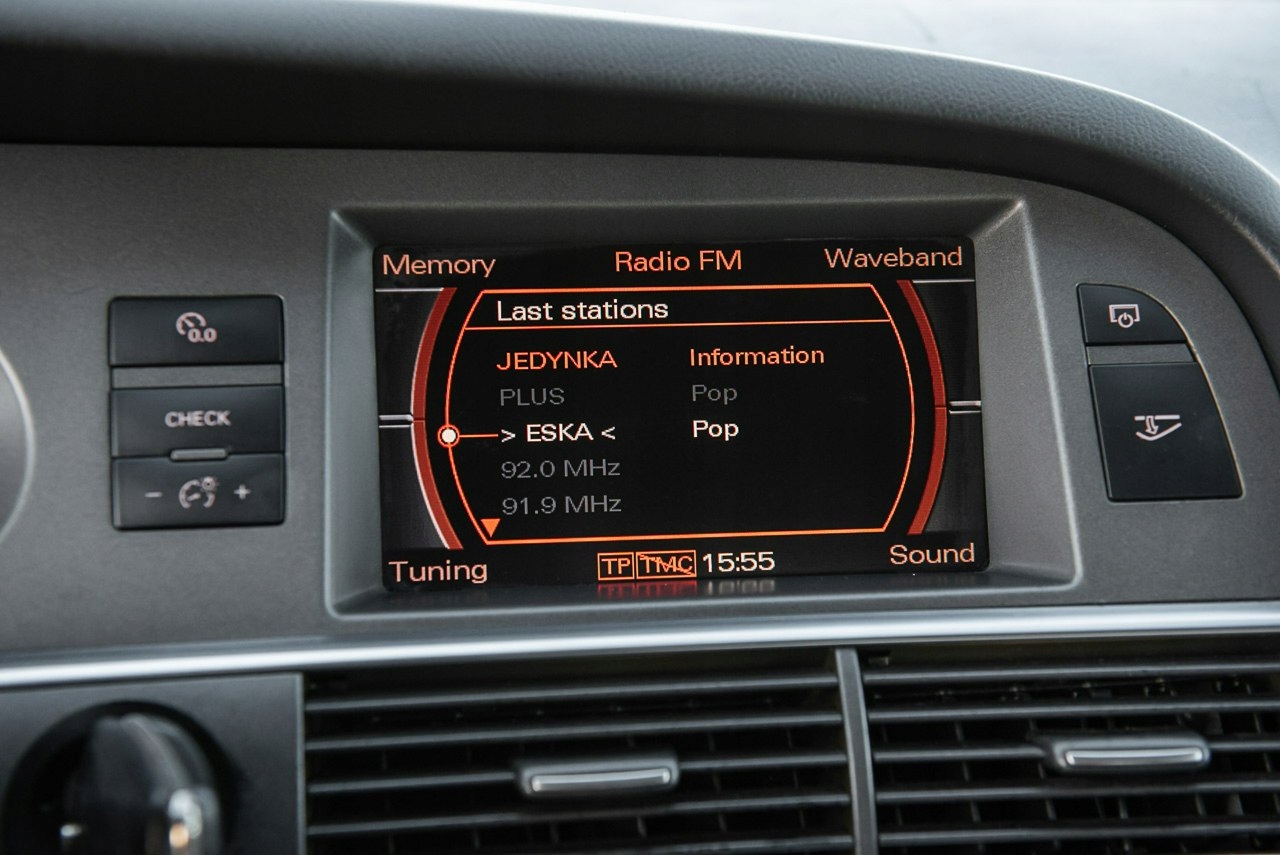 Memory Radio FM Waveband
Last stations
JEDYNKA Information
PLUS Pop
> ESKA < Pop
92.0 MHz
91.9 MHz
Tuning TP TMC 15:55 Sound
0.0
CHECK
- +